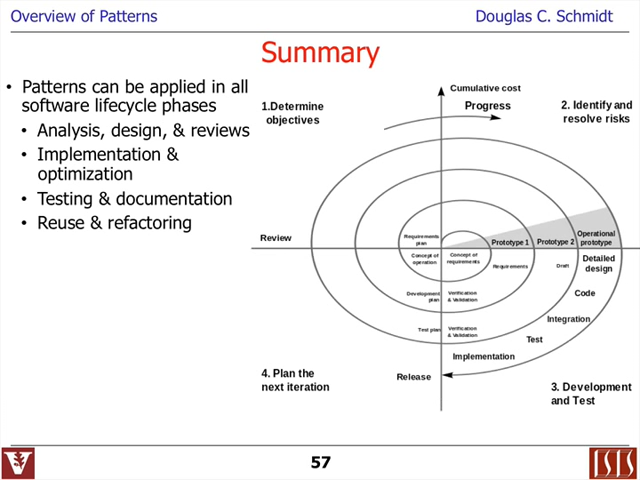 Overview of Patterns
Douglas C. Schmidt
Summary
• Patterns can be applied in all
software lifecycle phases
• Analysis, design, & reviews
• Implementation &
optimization
• Testing & documentation
• Reuse & refactoring
Cumulative cost
Progress
1.Determine
objectives
2. Identify and
resolve risks
Review
Requirements
plan
Concept of
operation
Concept of
requirements
Prototype 1
Prototype 2
Operational
prototype
Requirements
Draft
Detailed
design
Development
plan
Verification
& Validation
Code
Integration
Test plan
Verification
& Validation
Test
Implementation
Release
4. Plan the
next iteration
3. Development
and Test
57
V
ISIS